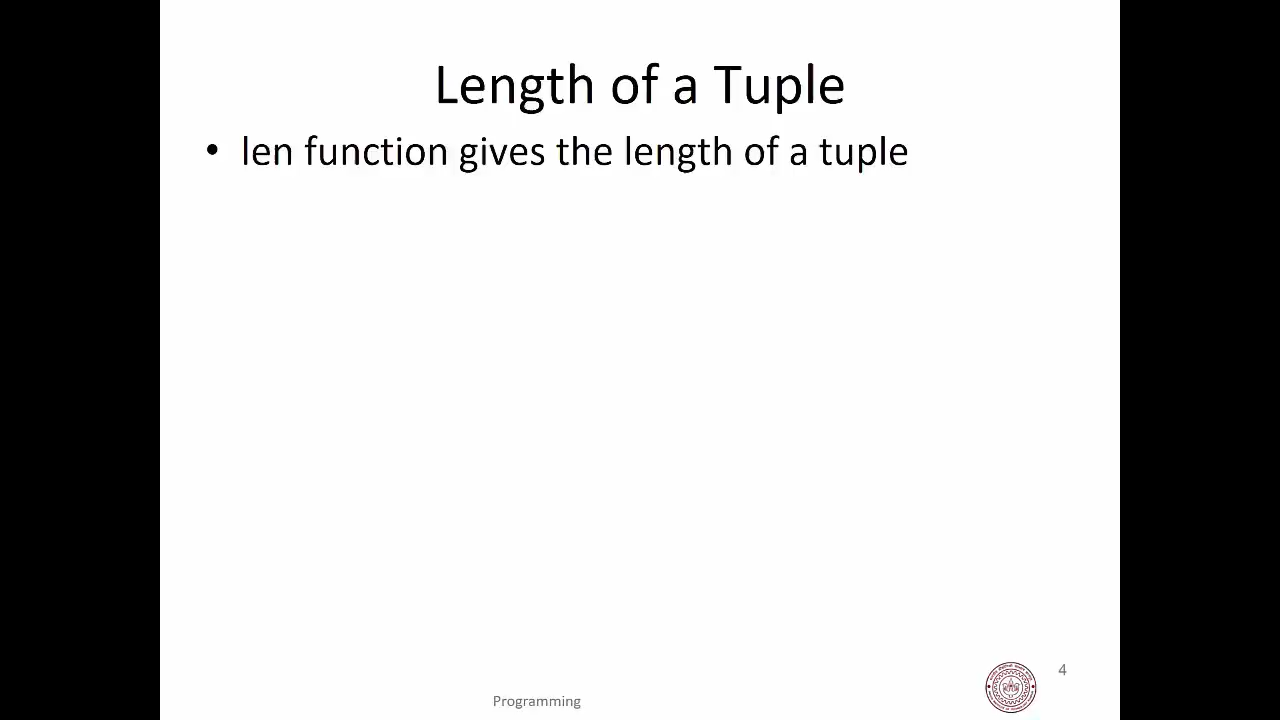 Length of a Tuple
• len function gives the length of a tuple
4
Programming